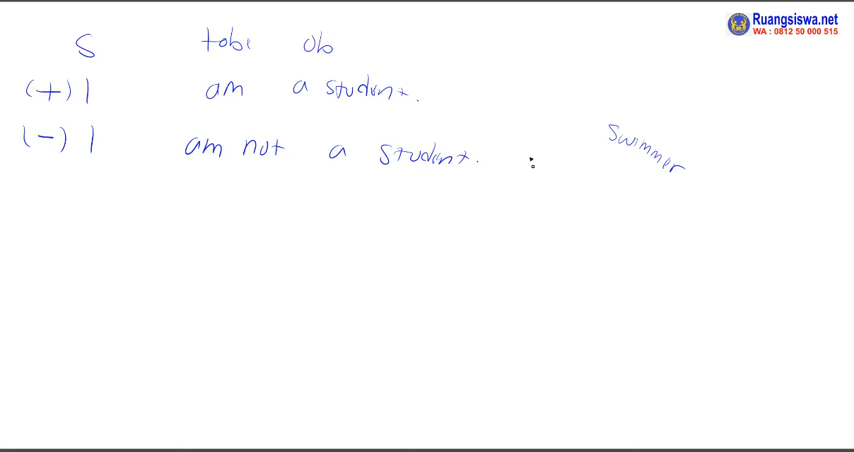 Ruangsiswa.net
WA : 0812 50 000 515
S tobe ob
(+) I am a student.
(-) I am not a student.
swimmer